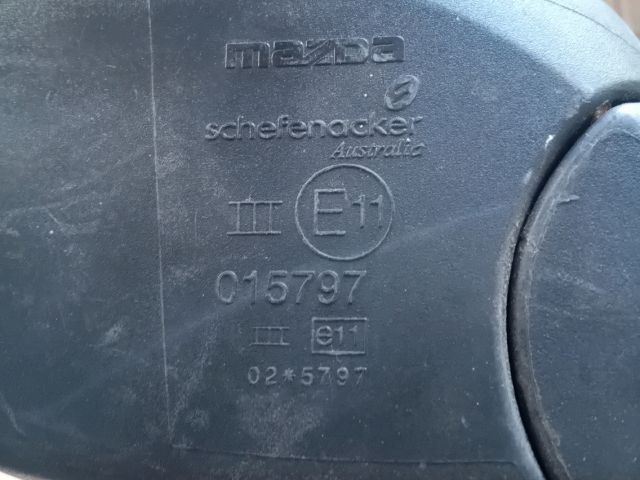 mazda
schefenacker
Australia
III E11
015797
III e11
02*5797